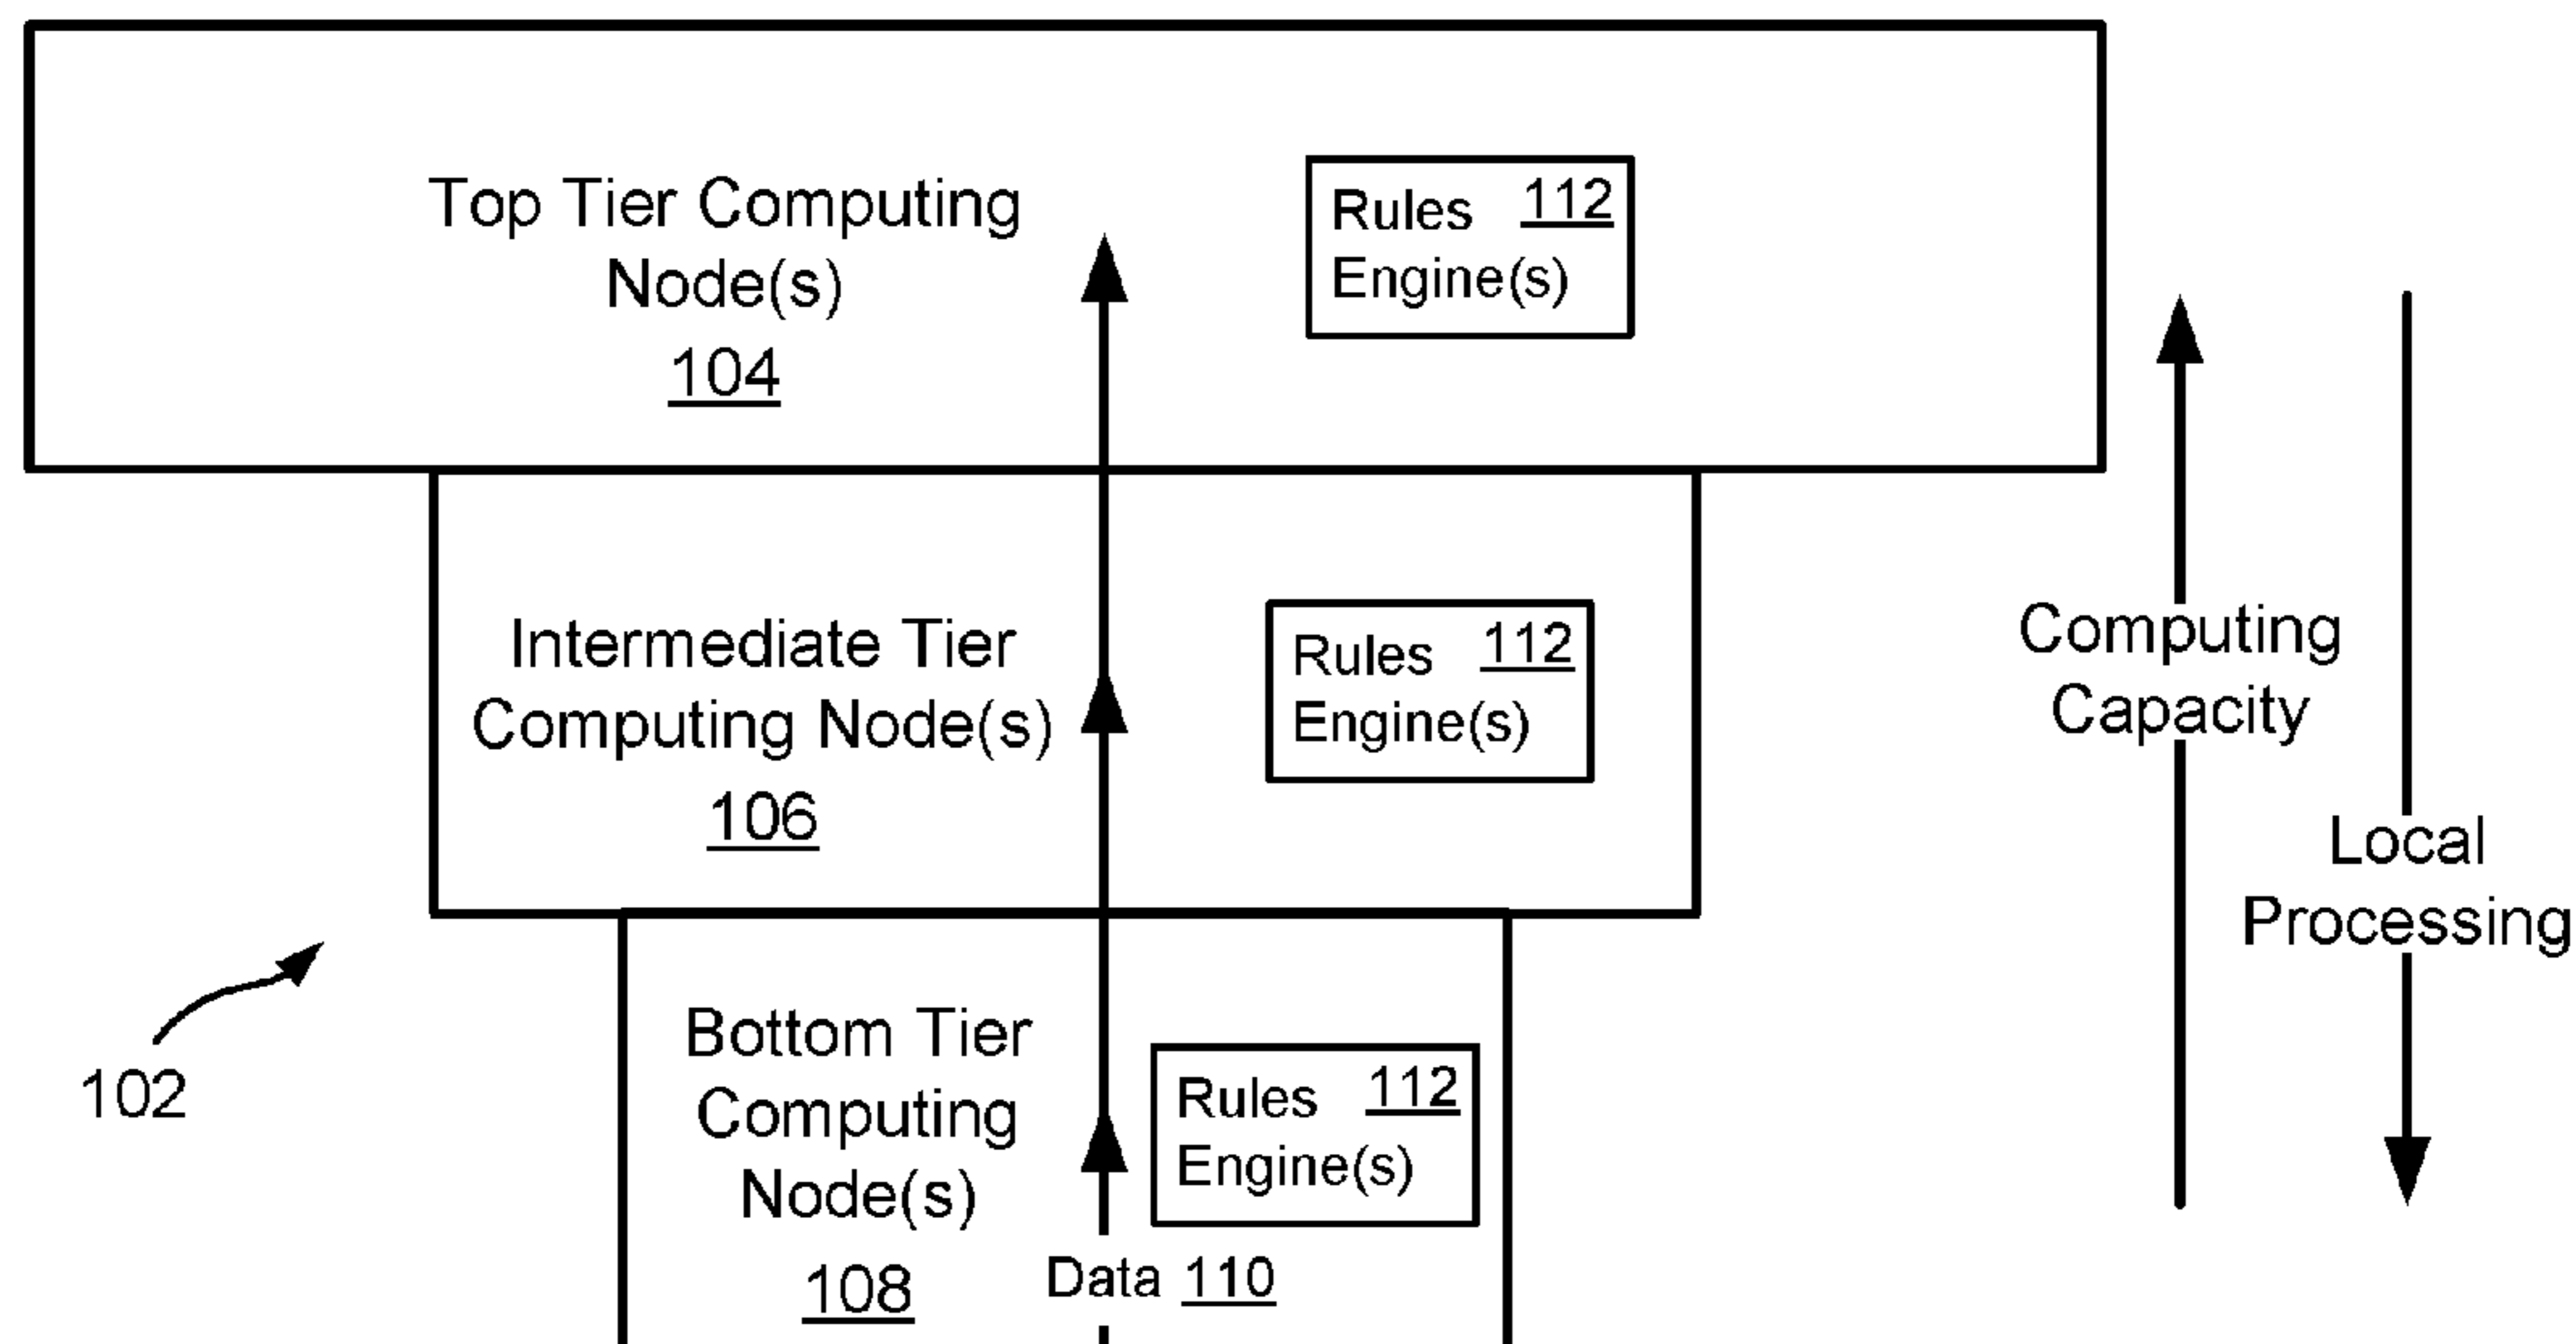 Top Tier Computing
Node(s)
104
Rules 112
Engine(s)
Intermediate Tier
Computing Node(s)
106
Rules 112
Engine(s)
Computing
Capacity
Local
Processing
102
Bottom Tier
Computing
Node(s)
108
Rules 112
Engine(s)
Data 110